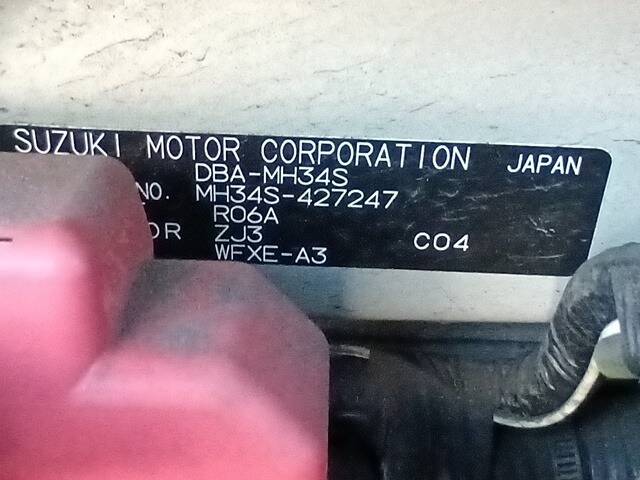 SUZUKI MOTOR CORPORATION JAPAN
DBA-MH34S
NO. MH34S-427247
R06A
OR ZJ3 C04
WFXE-A3